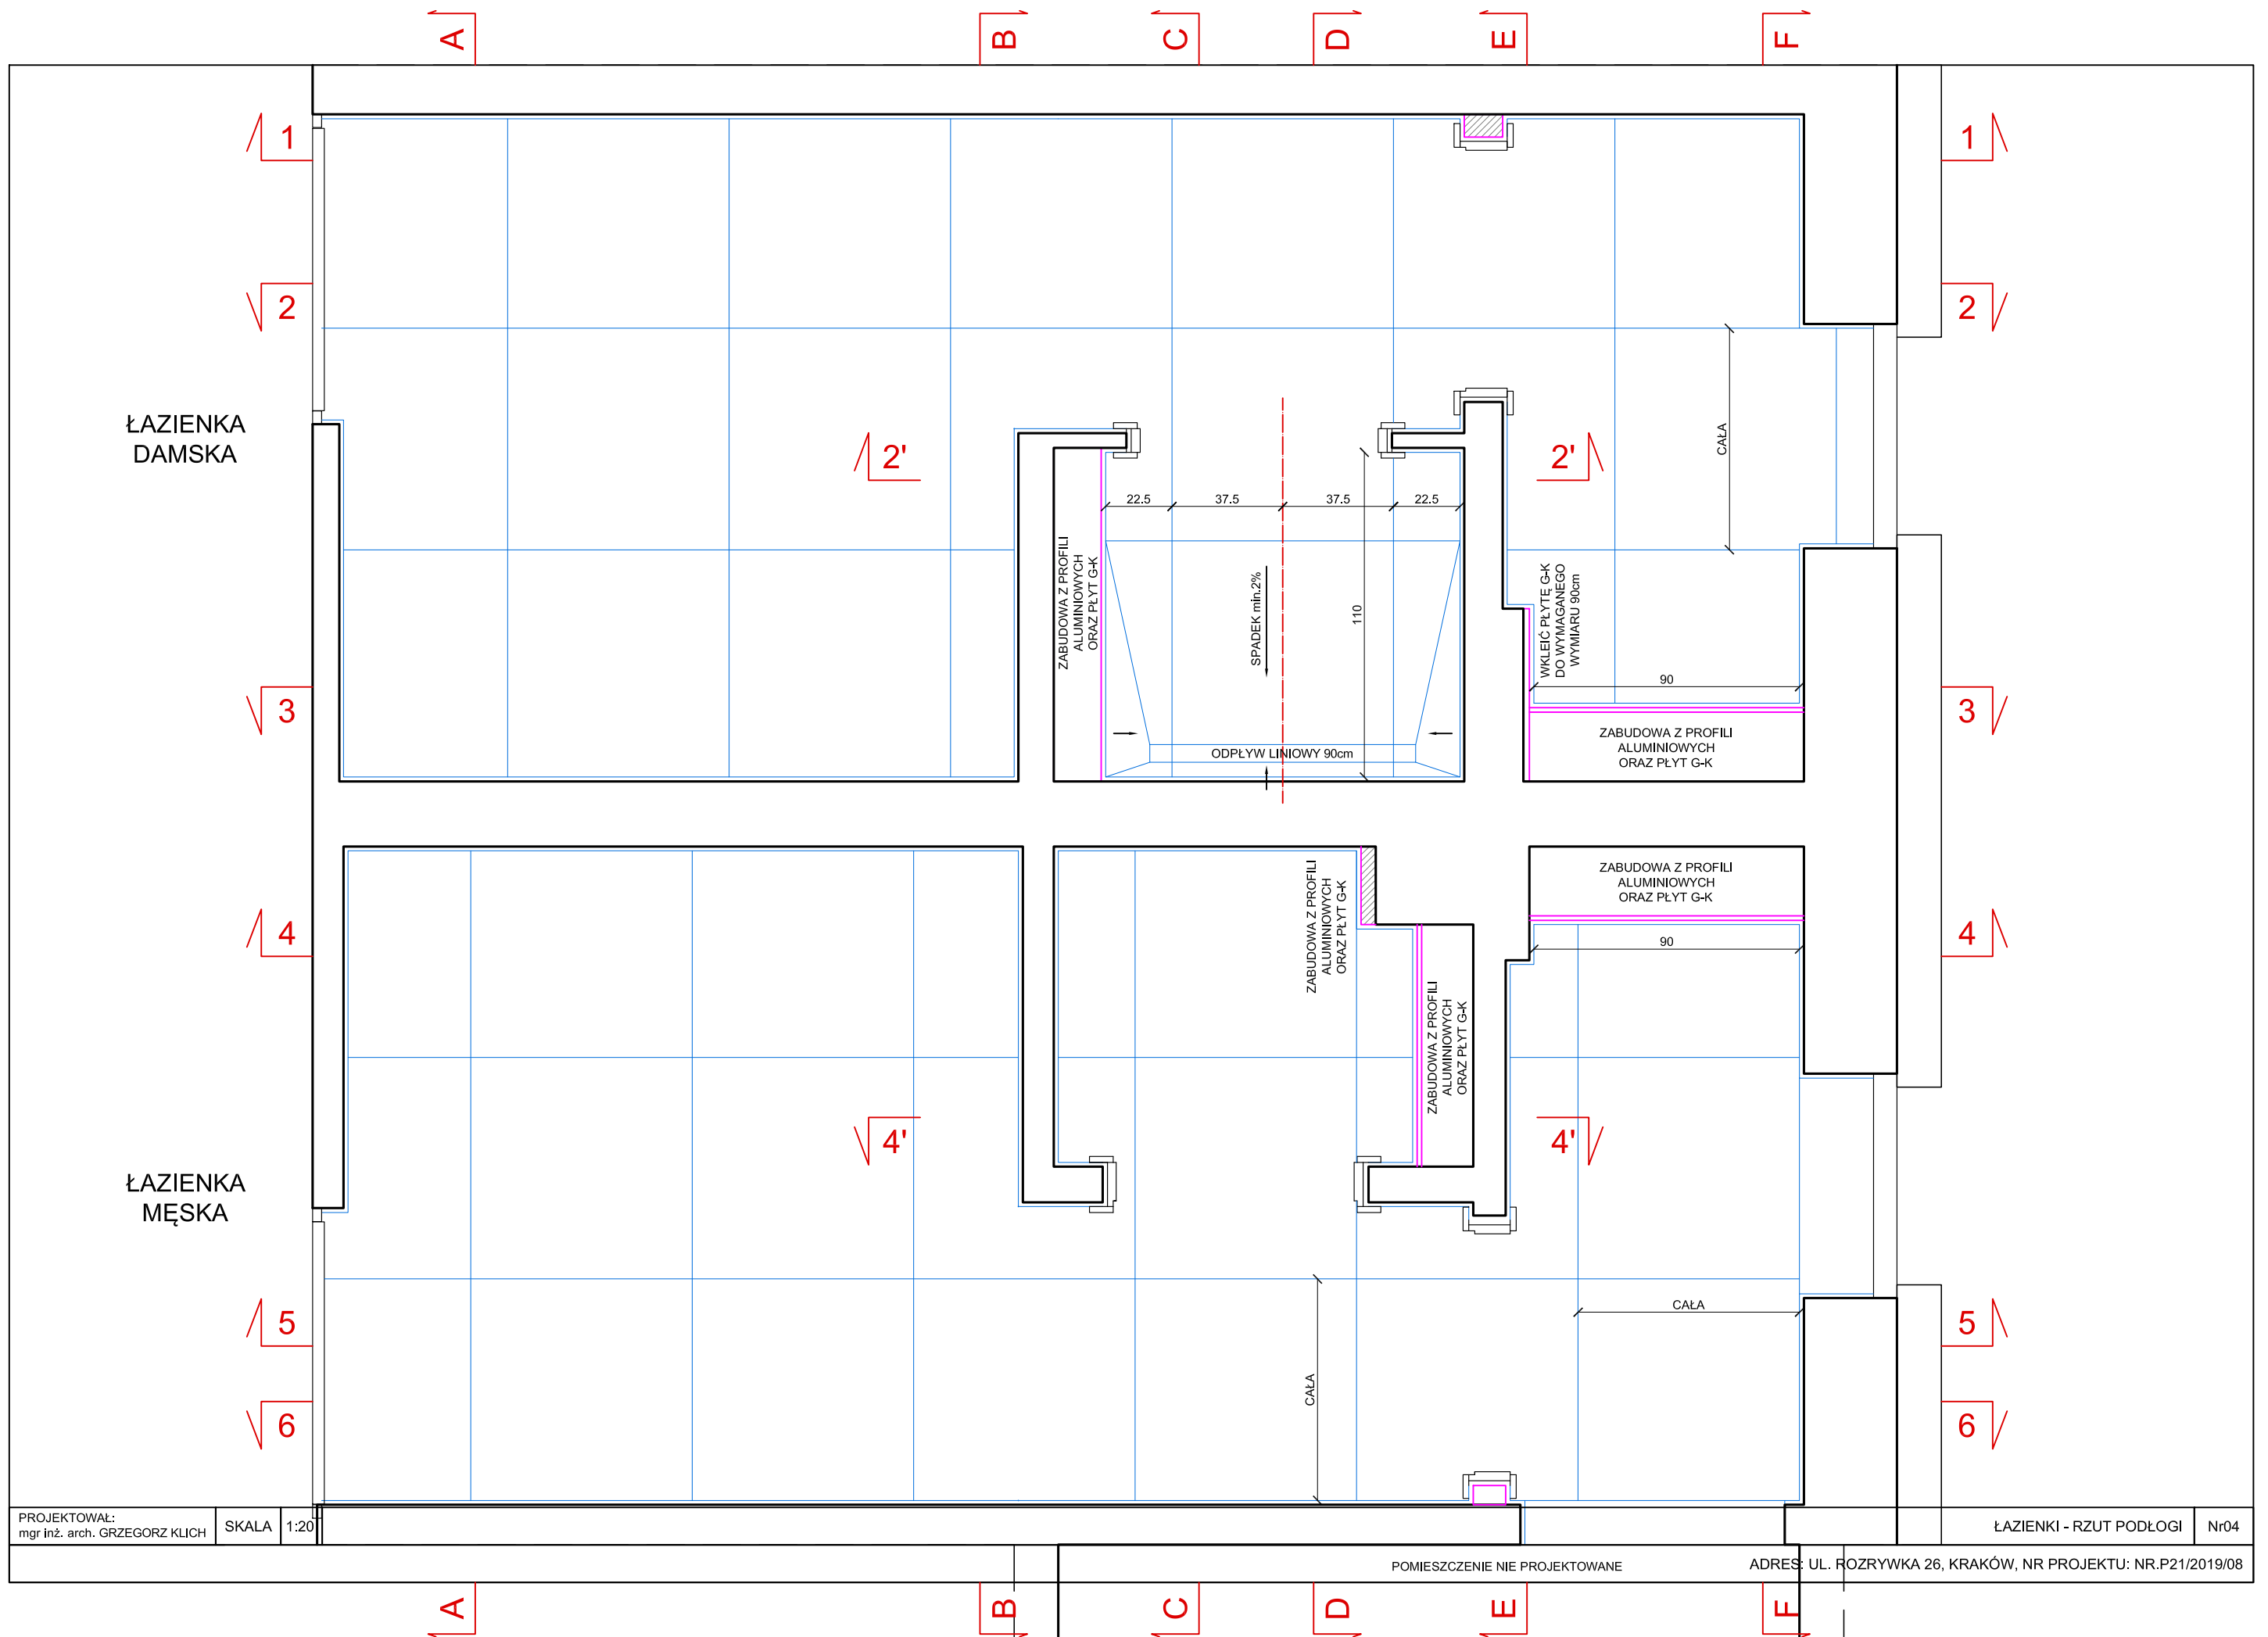 A
B
C
D
E
F
1
1
2
2
ŁAZIENKA
DAMSKA
2'
2'
CAŁA
22.5
37.5
37.5
22.5
ZABUDOWA Z PROFILI
ALUMINIOWYCH
ORAZ PŁYT G-K
SPADEK min.2%
110
WKLEIĆ PŁYTĘ G-K
DO WYMAGANEGO
WYMIARU 90cm
90
3
3
ODPŁYW LINIOWY 90cm
ZABUDOWA Z PROFILI
ALUMINIOWYCH
ORAZ PŁYT G-K
ZABUDOWA Z PROFILI
ALUMINIOWYCH
ORAZ PŁYT G-K
ZABUDOWA Z PROFILI
ALUMINIOWYCH
ORAZ PŁYT G-K
90
4
4
ZABUDOWA Z PROFILI
ALUMINIOWYCH
ORAZ PŁYT G-K
4'
4'
ŁAZIENKA
MĘSKA
5
5
CAŁA
CAŁA
6
6
PROJEKTOWAŁ:
mgr inż. arch. GRZEGORZ KLICH
SKALA
1:20
ŁAZIENKI - RZUT PODŁOGI
Nr04
POMIESZCZENIE NIE PROJEKTOWANE
ADRES: UL. ROZRYWKA 26, KRAKÓW, NR PROJEKTU: NR.P21/2019/08
A
B
C
D
E
F